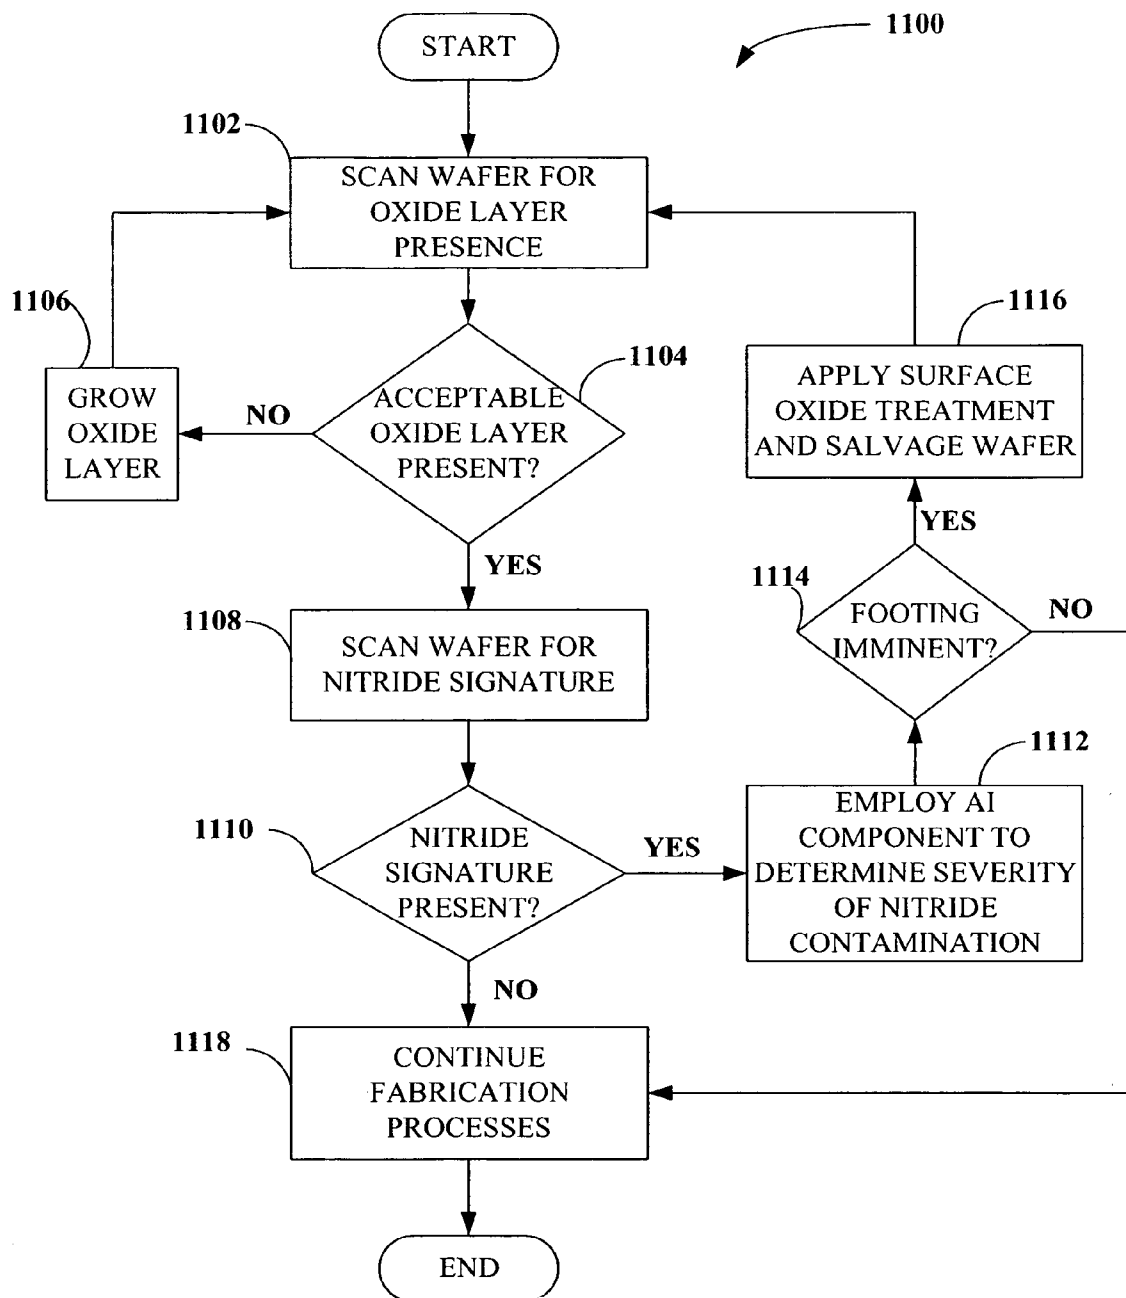 START
1100
1102
SCAN WAFER FOR
OXIDE LAYER
PRESENCE
1106
GROW
OXIDE
LAYER
NO
1104
ACCEPTABLE
OXIDE LAYER
PRESENT?
1116
APPLY SURFACE
OXIDE TREATMENT
AND SALVAGE WAFER
YES
YES
1108
SCAN WAFER FOR
NITRIDE SIGNATURE
1114
FOOTING
IMMINENT?
NO
1110
NITRIDE
SIGNATURE
PRESENT?
YES
1112
EMPLOY AI
COMPONENT TO
DETERMINE SEVERITY
OF NITRIDE
CONTAMINATION
NO
1118
CONTINUE
FABRICATION
PROCESSES
END